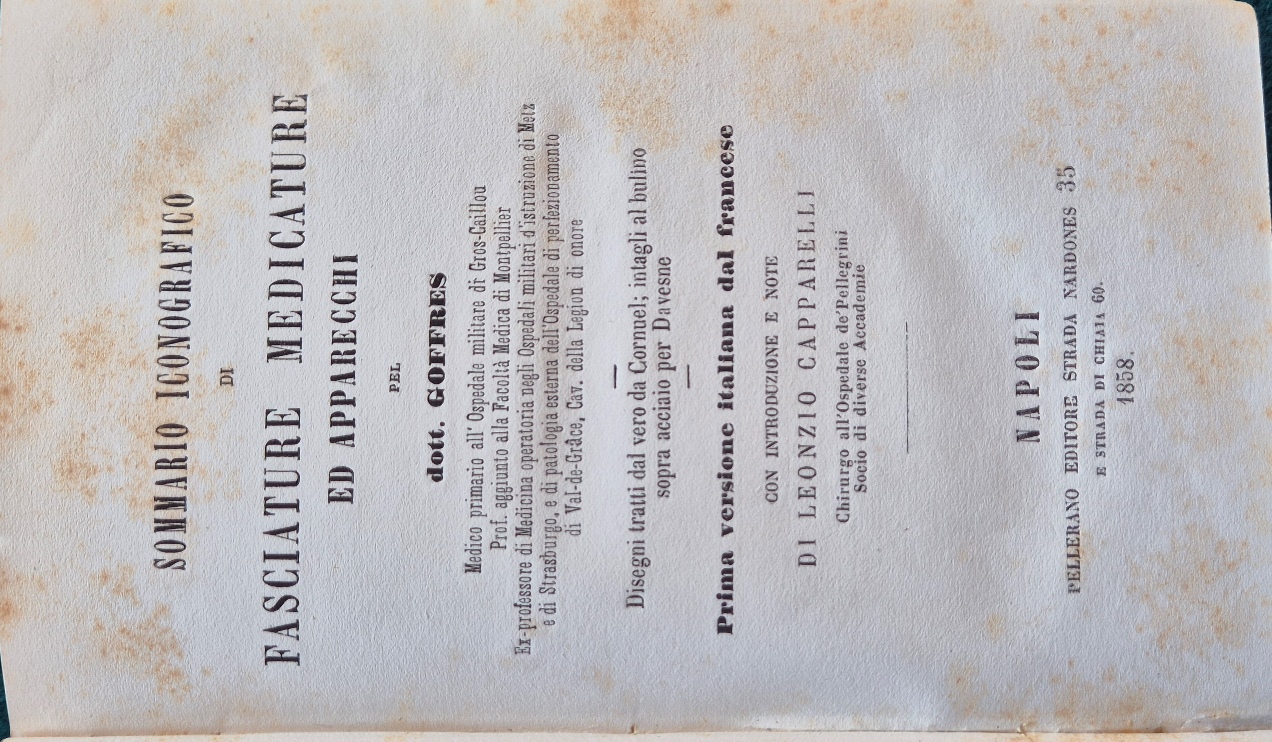 SOMMARIO ICONOGRAFICO
DI
FASCIATURE MEDICATURE
ED APPARECCHI
PEL
dott. GOFFRES
Medico primario all' Ospedale militare di Gros-Caillou
Prof. aggiunto alla Facoltà Medica di Montpellier
Ex-professore di Medicina operatoria negli Ospedali militari d'istruzione di Metz
e di Strasburgo, e di patologia esterna dell'Ospedale di perfezionamento
di Val-de-Grâce, Cav. della Legion di onore
Disegni tratti dal vero da Cornuel; intagli al bulino
sopra acciaio per Davesne
Prima versione italiana dal francese
CON INTRODUZIONE E NOTE
DI LEONZIO CAPPARELLI
Chirurgo all'Ospedale de'Pellegrini
Socio di diverse Accademie
NAPOLI
PELLERANO EDITORE STRADA NARDONES 35
E STRADA DI CHIAIA 60.
1858.